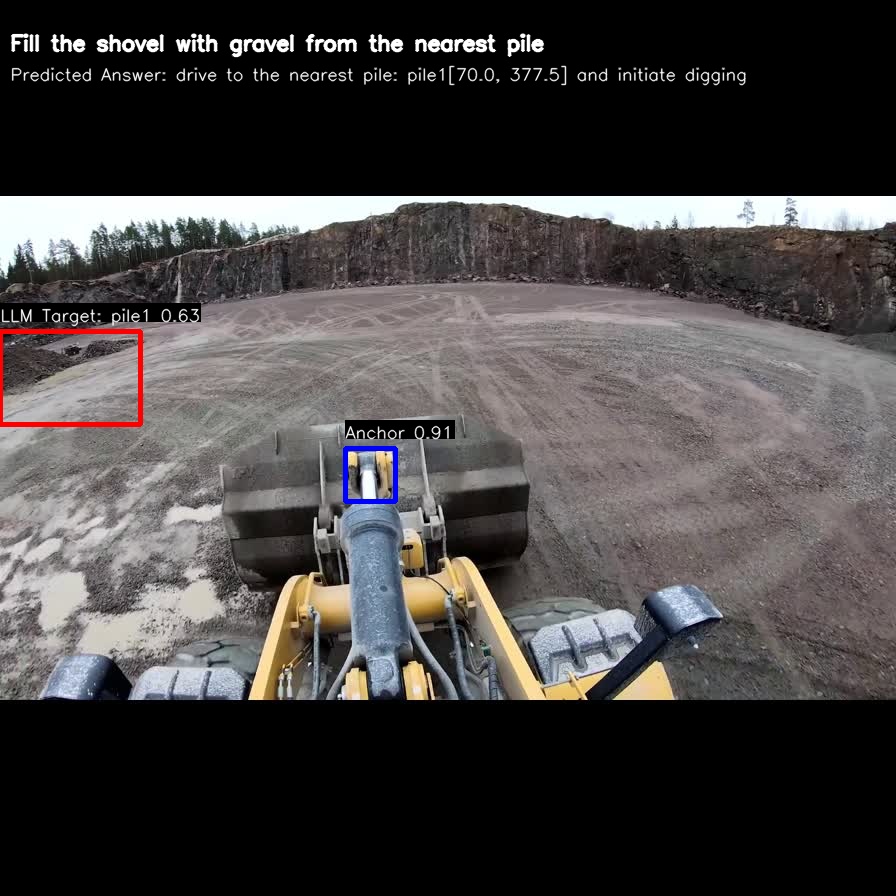 Fill the shovel with gravel from the nearest pile
Predicted Answer: drive to the nearest pile: pile1[70.0, 377.5] and initiate digging
LLM Target: pile1 0.63
Anchor 0.91